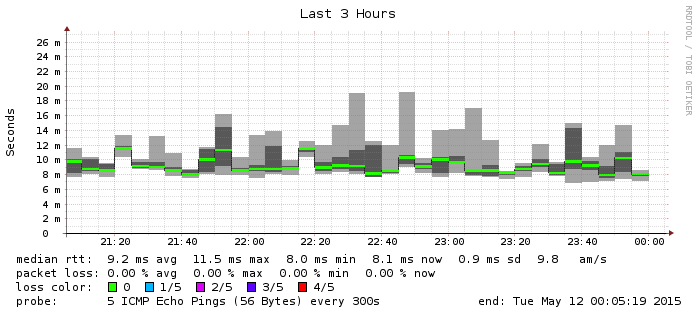 Last 3 Hours
RRDTOOL / TOBI OETIKER
Seconds
26 m
24 m
22 m
20 m
18 m
16 m
14 m
12 m
10 m
8 m
6 m
4 m
2 m
0
21:20 21:40 22:00 22:20 22:40 23:00 23:20 23:40 00:00
median rtt: 9.2 ms avg 11.5 ms max 8.0 ms min 8.1 ms now 0.9 ms sd 9.8 am/s
packet loss: 0.00 % avg 0.00 % max 0.00 % min 0.00 % now
loss color: 0 1/5 2/5 3/5 4/5
probe: 5 ICMP Echo Pings (56 Bytes) every 300s end: Tue May 12 00:05:19 2015